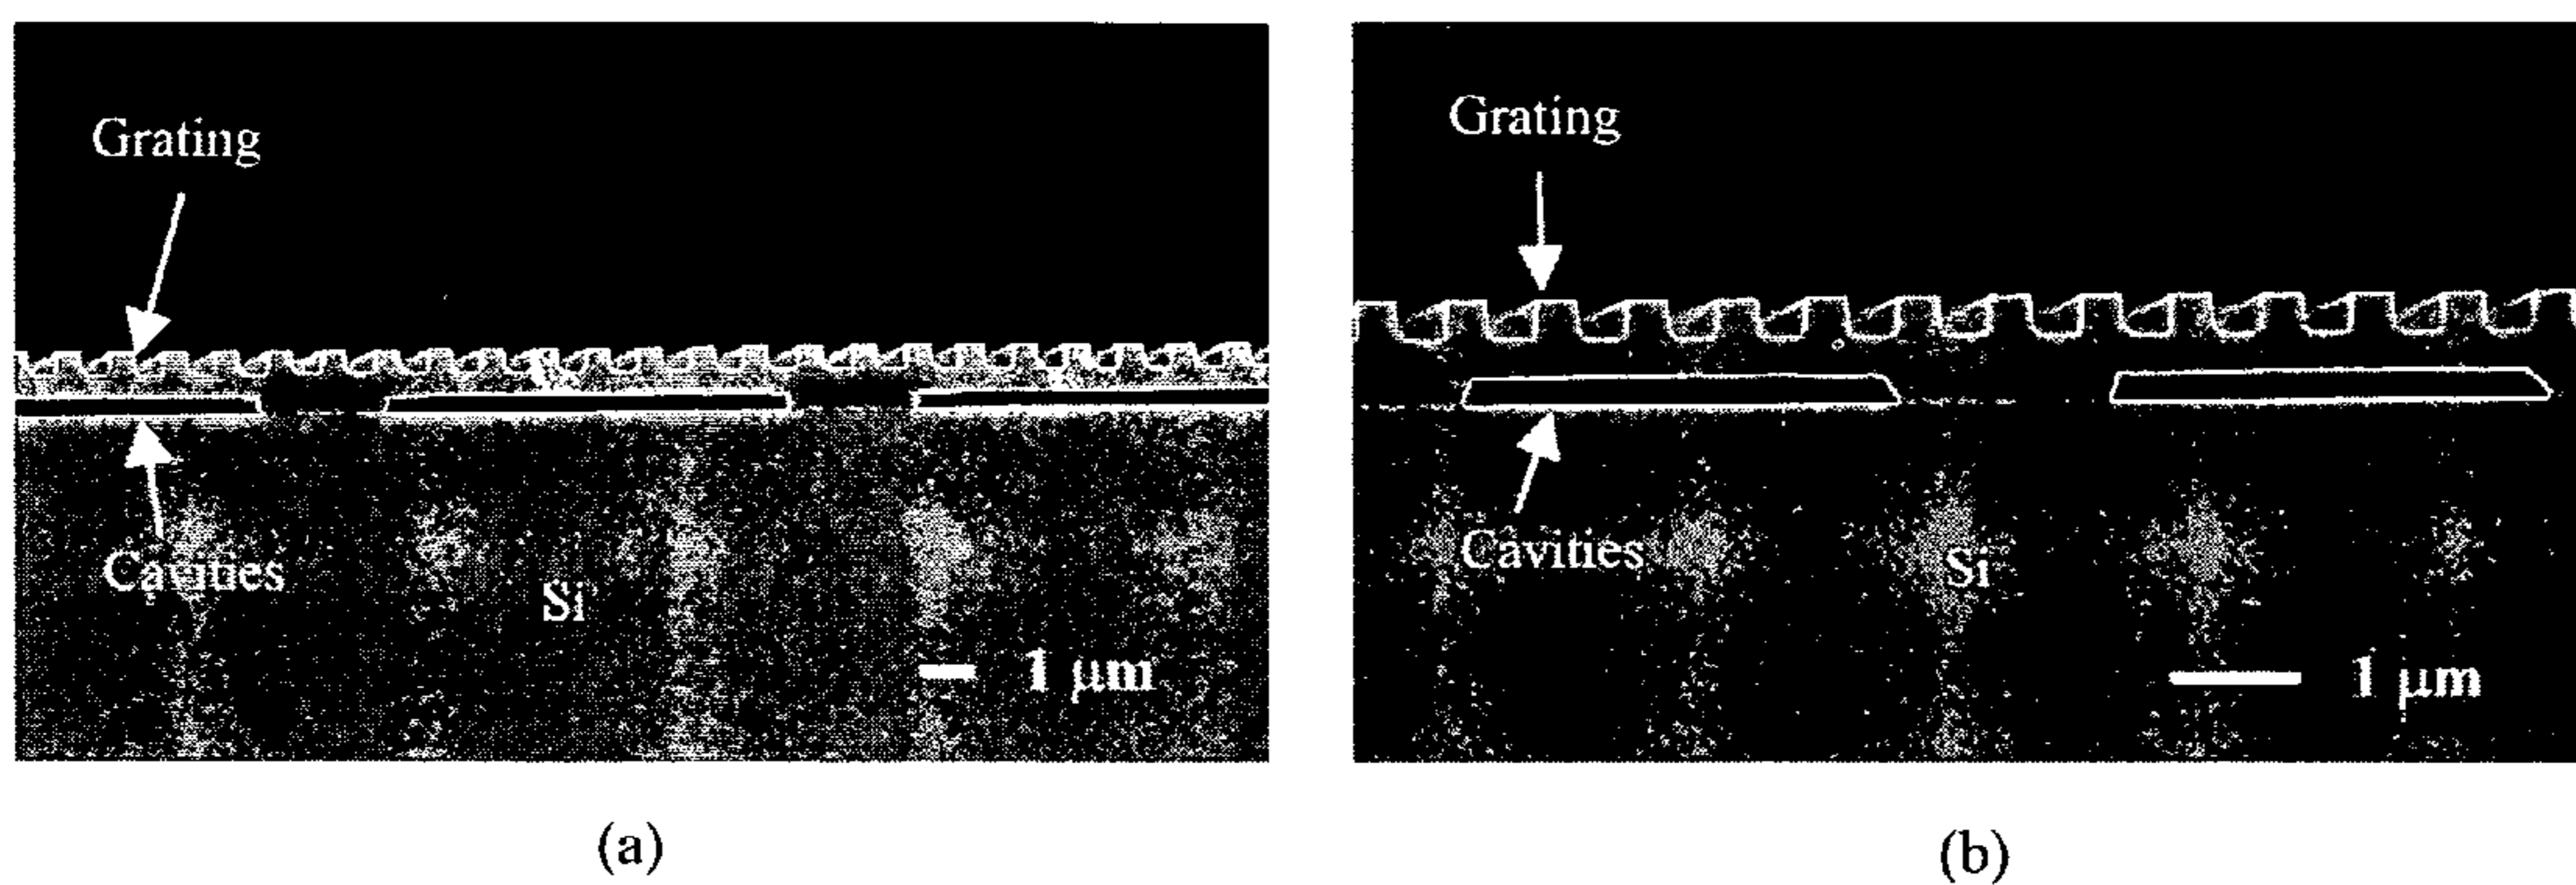 Grating
Cavities
Si
1 μm
(a)
Grating
Cavities
Si
1 μm
(b)